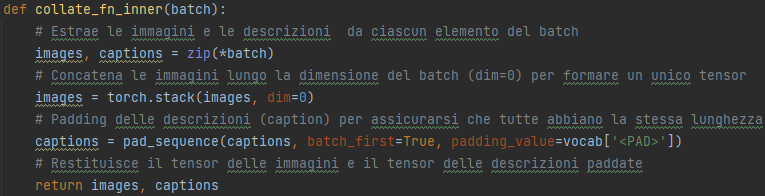 def collate_fn_inner(batch):
    # Estrae le immagini e le descrizioni  da ciascun elemento del batch
    images, captions = zip(*batch)
    # Concatena le immagini lungo la dimensione del batch (dim=0) per formare un unico tensor
    images = torch.stack(images, dim=0)
    # Padding delle descrizioni (caption) per assicurarsi che tutte abbiano la stessa lunghezza
    captions = pad_sequence(captions, batch_first=True, padding_value=vocab['<PAD>'])
    # Restituisce il tensor delle immagini e il tensor delle descrizioni paddate
    return images, captions